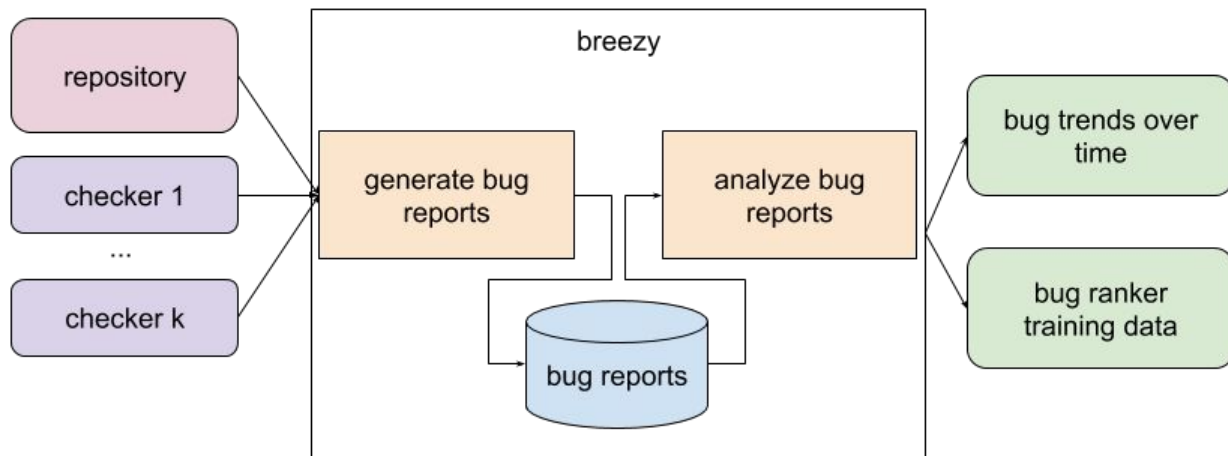 breezy
repository
checker 1
...
checker k
generate bug
reports
analyze bug
reports
bug reports
bug trends over
time
bug ranker
training data